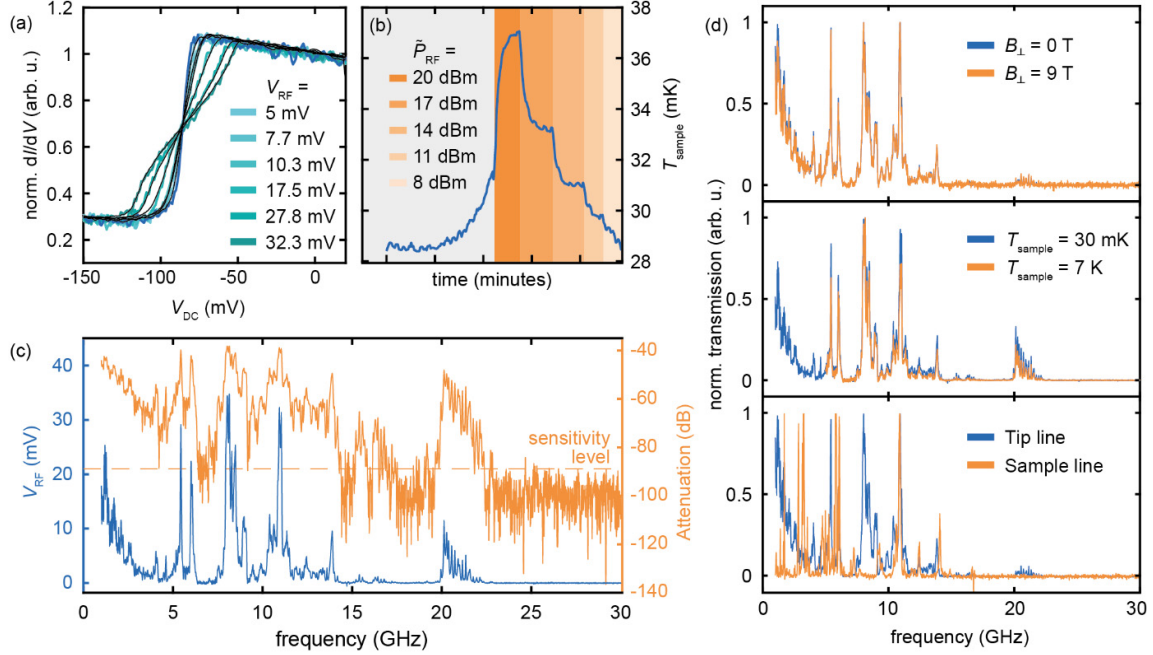 (a)
norm. dI/dV (arb. u.)
1.2
1.0
0.8
0.6
0.4
0.2
V_RF =
5 mV
7.7 mV
10.3 mV
17.5 mV
27.8 mV
32.3 mV
-150
-100
-50
0
V_DC (mV)
(b)
P̃_RF =
20 dBm
17 dBm
14 dBm
11 dBm
8 dBm
time (minutes)
38
36
34
32
30
28
T_sample (mK)
(c)
V_RF (mV)
40
30
20
10
0
sensitivity
level
-40
-60
-80
-100
-120
-140
Attenuation (dB)
0
5
10
15
20
25
30
frequency (GHz)
(d)
norm. transmission (arb. u.)
1
0.5
0
B_⊥ = 0 T
B_⊥ = 9 T
1
0.5
0
T_sample = 30 mK
T_sample = 7 K
1
0.5
0
Tip line
Sample line
0
10
20
30
frequency (GHz)